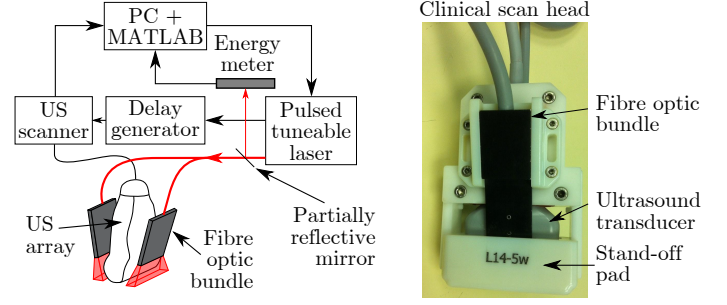 PC +
MATLAB
Energy
meter
US
scanner
Delay
generator
Pulsed
tuneable
laser
US
array
Fibre
optic
bundle
Partially
reflective
mirror
Clinical scan head
Fibre optic
bundle
Ultrasound
transducer
Stand-off
pad
L14-5w